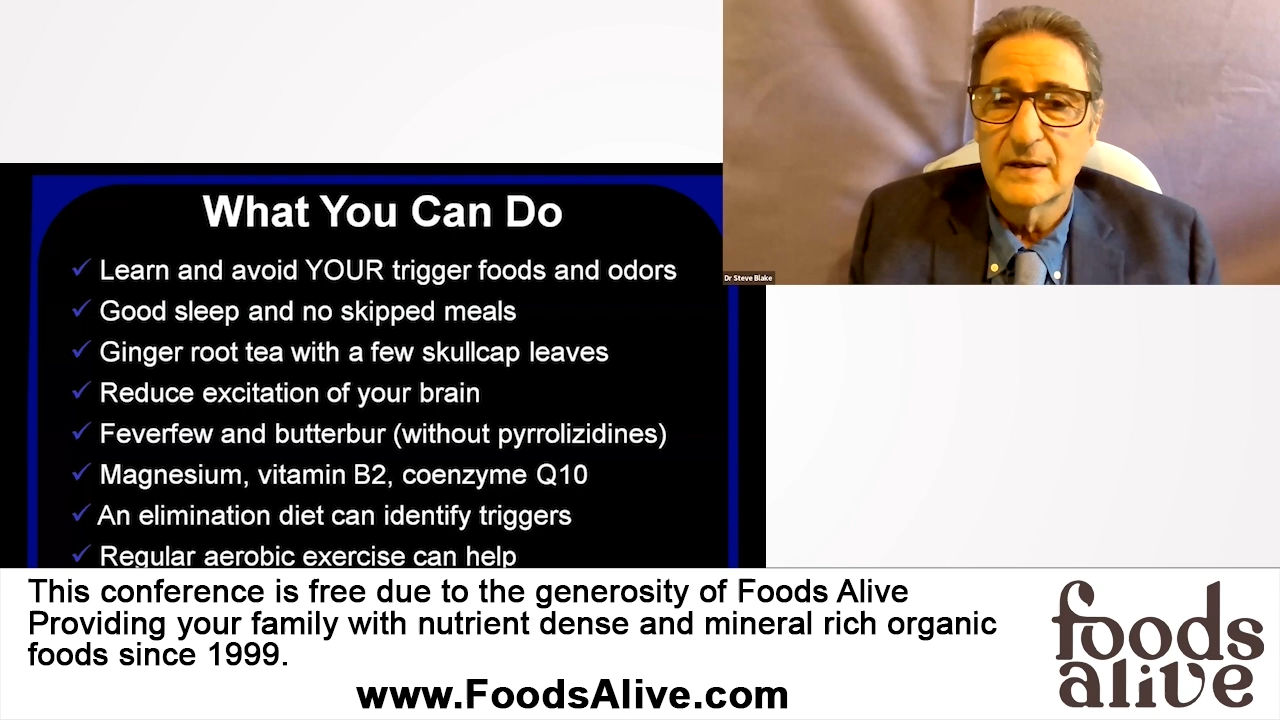 What You Can Do
✓ Learn and avoid YOUR trigger foods and odors
✓ Good sleep and no skipped meals
✓ Ginger root tea with a few skullcap leaves
✓ Reduce excitation of your brain
✓ Feverfew and butterbur (without pyrrolizidines)
✓ Magnesium, vitamin B2, coenzyme Q10
✓ An elimination diet can identify triggers
✓ Regular aerobic exercise can help
Dr Steve Blake
This conference is free due to the generosity of Foods Alive
Providing your family with nutrient dense and mineral rich organic
foods since 1999.
www.FoodsAlive.com
foods
alive